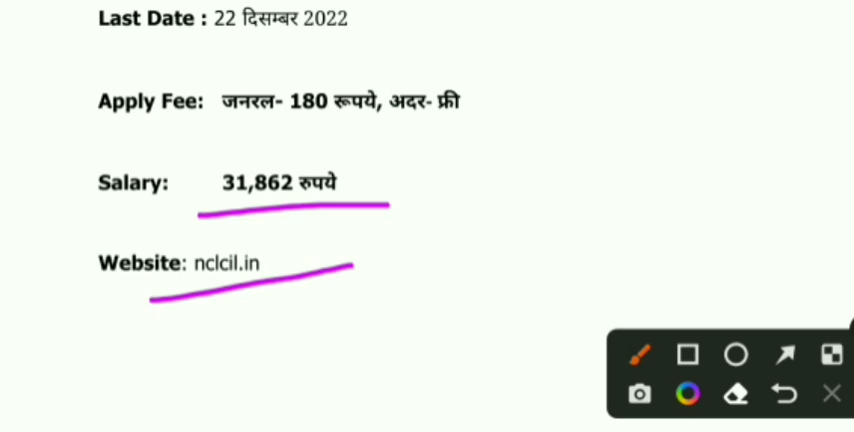 Last Date : 22 दिसम्बर 2022
Apply Fee: जनरल- 180 रूपये, अदर- फ्री
Salary: 31,862 रुपये
Website: nclcil.in